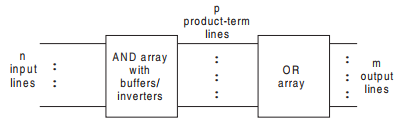 p
product-term
lines
n
input
lines
AND array
with
buffers/
inverters
OR
array
m
output
lines